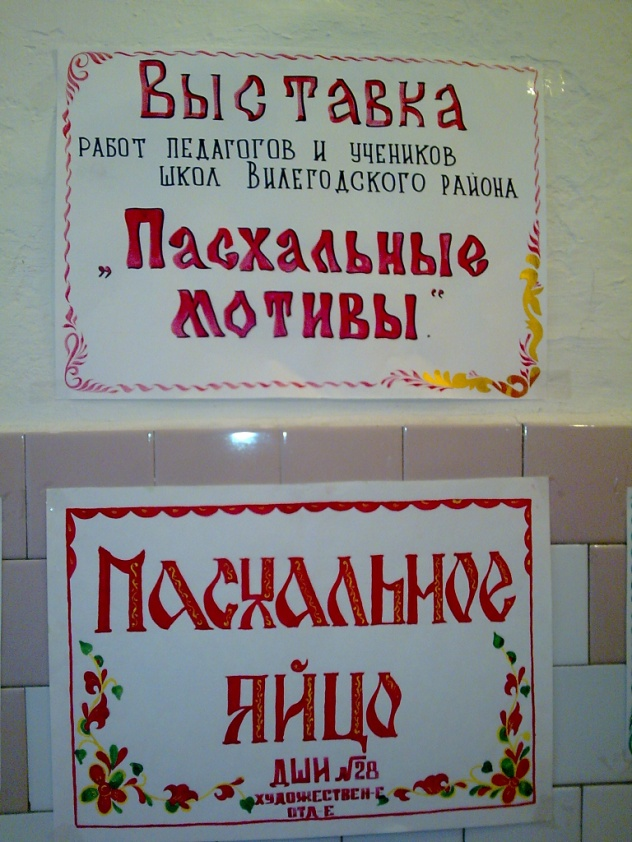 Выставка
работ педагогов и учеников
школ Вилегодского района
„Пасхальные
мотивы“.
Пасхальное
яйцо
ДШИ №28
художествен-е
отд-е